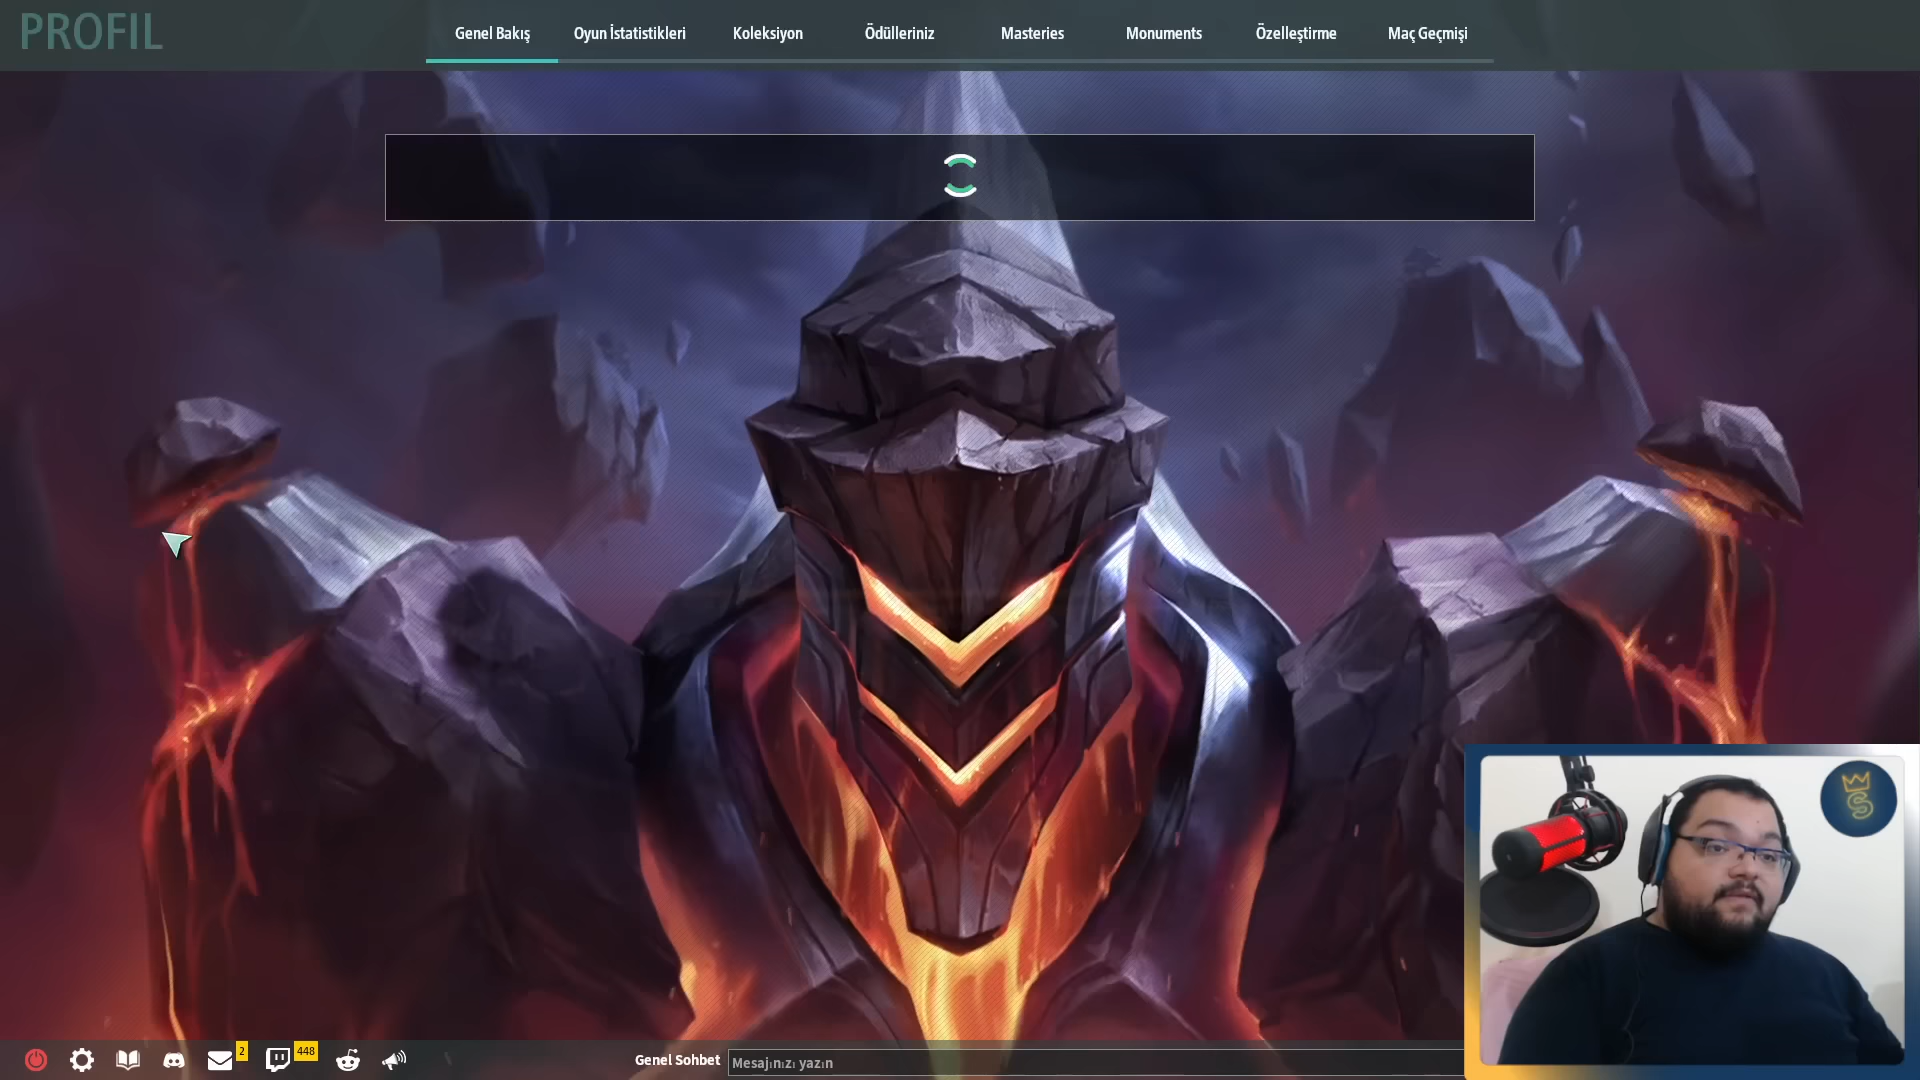 PROFIL
Genel Bakış
Oyun İstatistikleri
Koleksiyon
Ödülleriniz
Masteries
Monuments
Özelleştirme
Maç Geçmişi
S
2
448
Genel Sohbet
Mesajınızı yazın